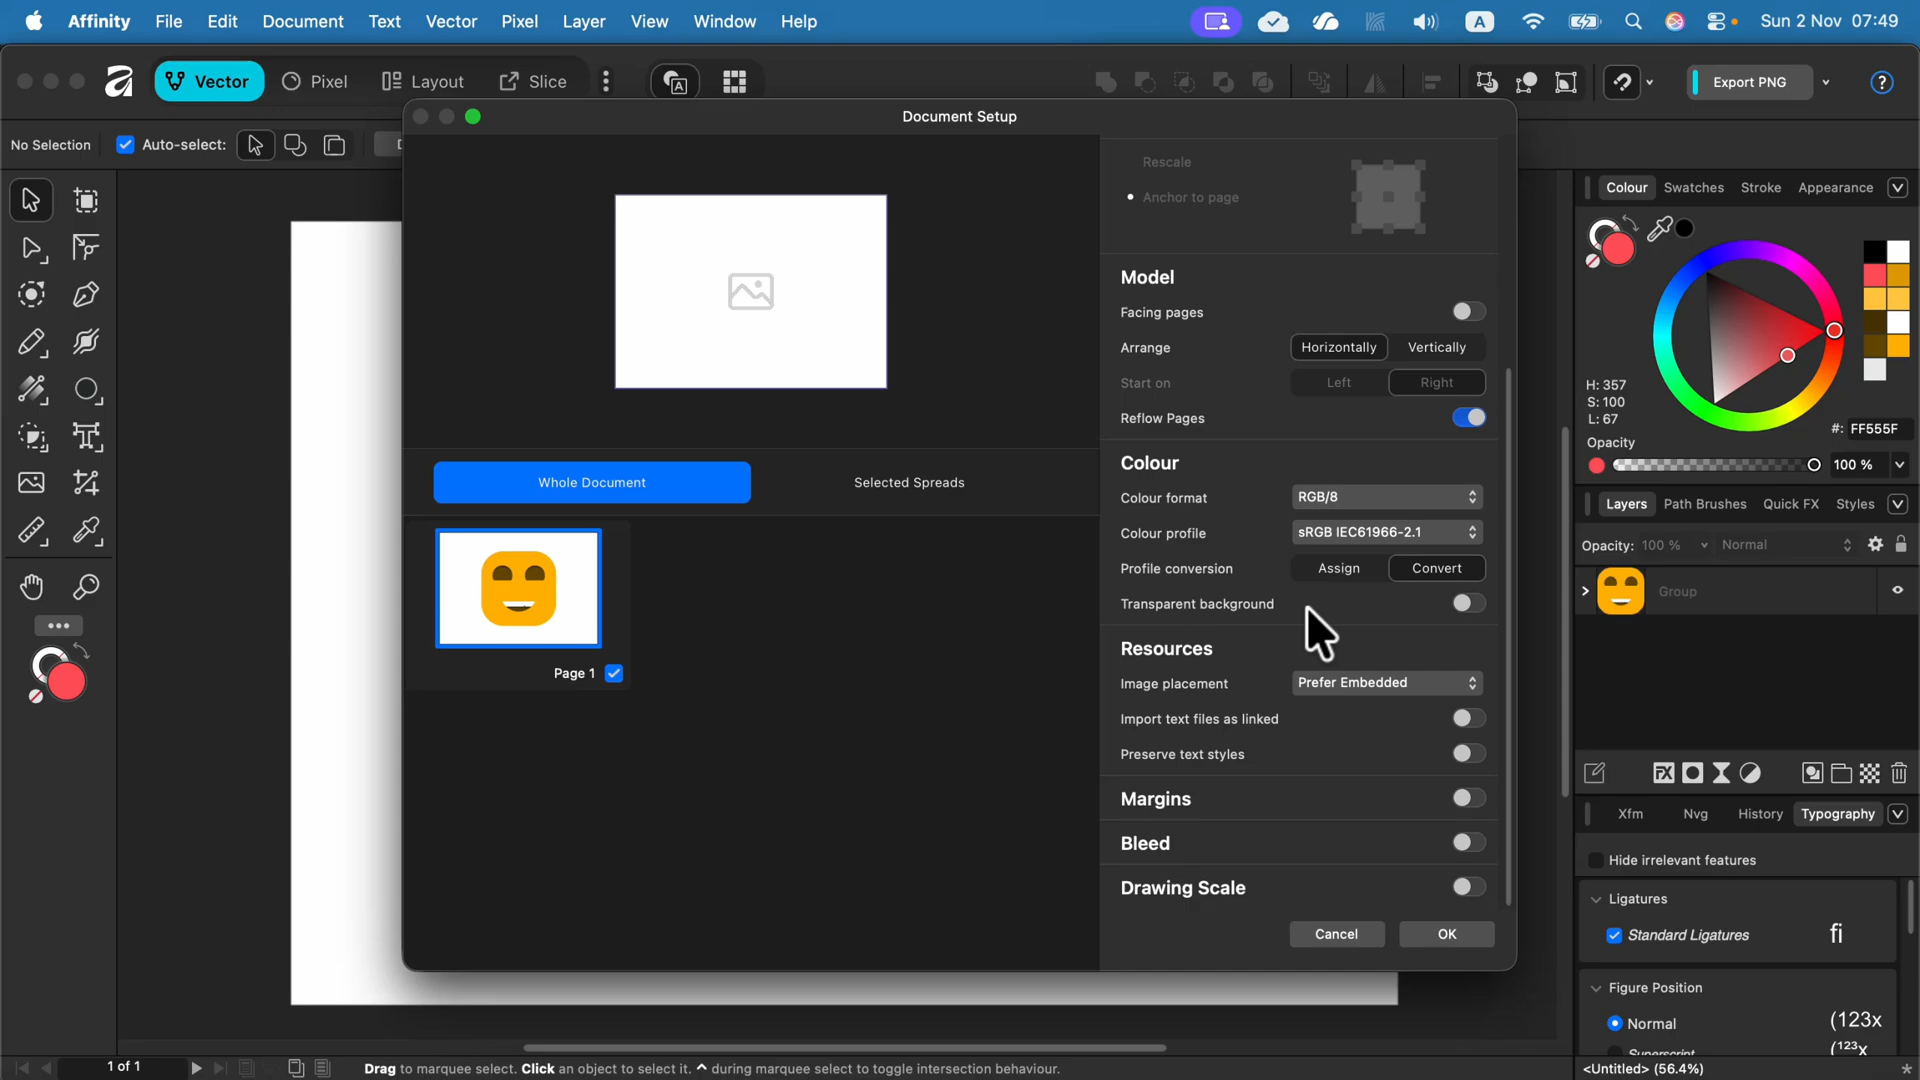 Affinity File Edit Document Text Vector Pixel Layer View Window Help A Sun 2 Nov 07:49
Vector Pixel Layout Slice Export PNG ?
Document Setup
No Selection Auto-select:
Rescale
Anchor to page
Model
Facing pages
Arrange Horizontally Vertically
Start on Left Right
Reflow Pages
Whole Document Selected Spreads
Page 1
Colour
Colour format RGB/8
Colour profile sRGB IEC61966-2.1
Profile conversion Assign Convert
Transparent background
Resources
Image placement Prefer Embedded
Import text files as linked
Preserve text styles
Margins
Bleed
Drawing Scale
Cancel OK
Colour Swatches Stroke Appearance
H: 357
S: 100
L: 67
#: FF555F
Opacity
100 %
Layers Path Brushes Quick FX Styles
Opacity: 100 % Normal
Group
FX
Xfm Nvg History Typography
Hide irrelevant features
Ligatures
Standard Ligatures fi
Figure Position
Normal (123x
Superscript (123x
1 of 1 Drag to marquee select. Click an object to select it. ^ during marquee select to toggle intersection behaviour. <Untitled> (56.4%)